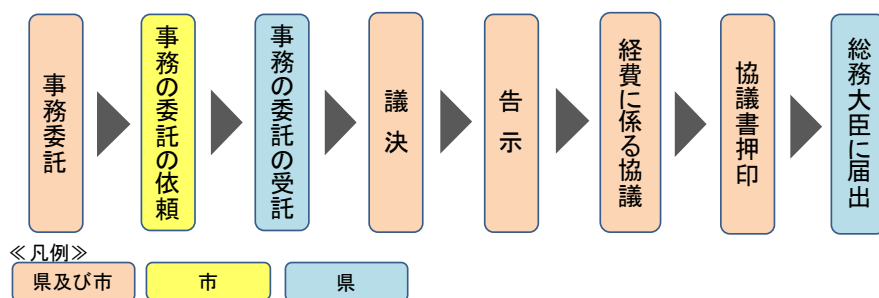 事務委託
事務の委託の依頼
事務の委託の受託
議決
告示
経費に係る協議
協議書押印
総務大臣に届出
≪凡例≫
県及び市
市
県